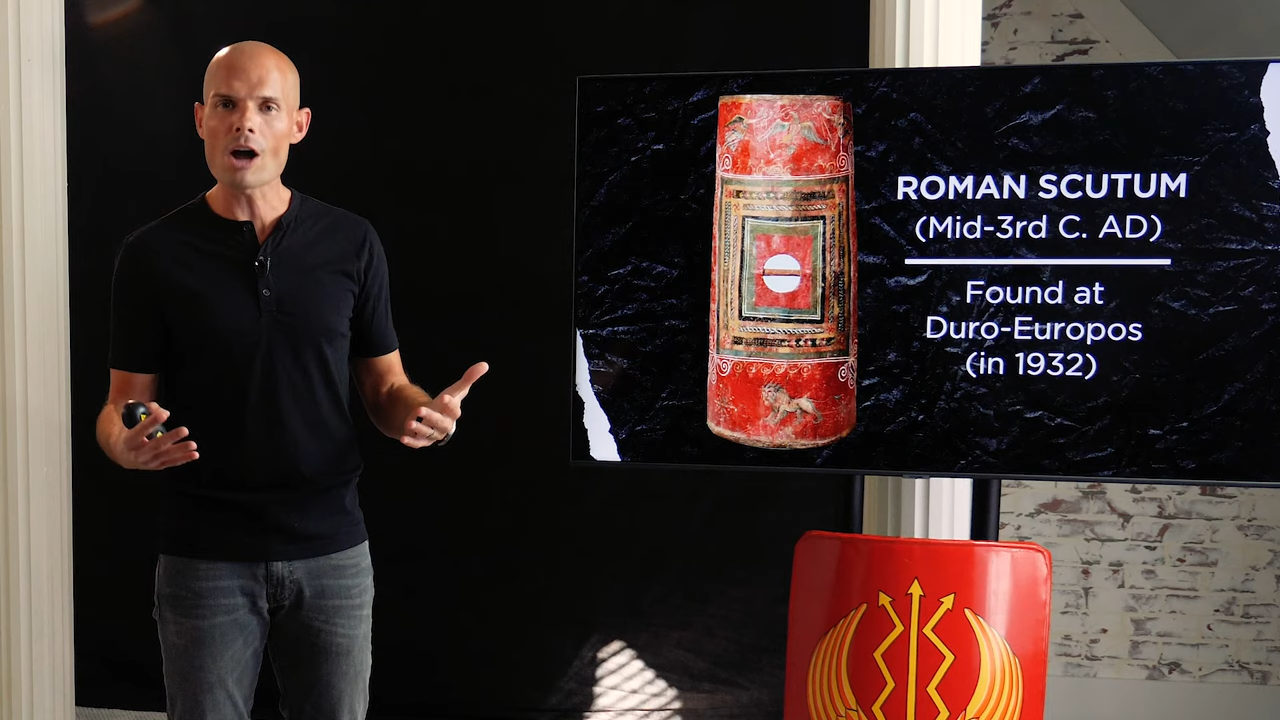 ROMAN SCUTUM
(Mid-3rd C. AD)
Found at
Duro-Europos
(in 1932)